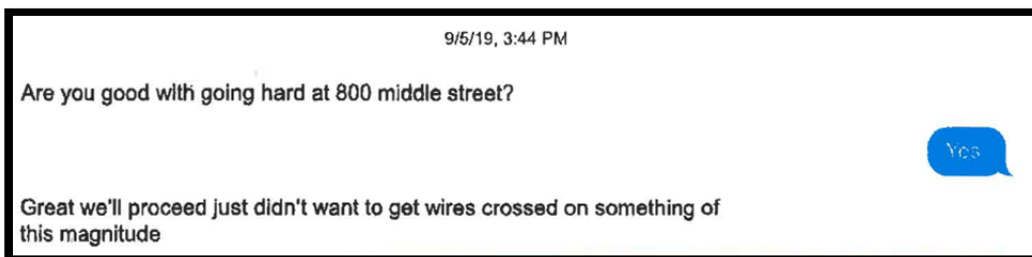 9/5/19, 3:44 PM
Are you good with going hard at 800 middle street?
Yes
Great we'll proceed just didn't want to get wires crossed on something of
this magnitude